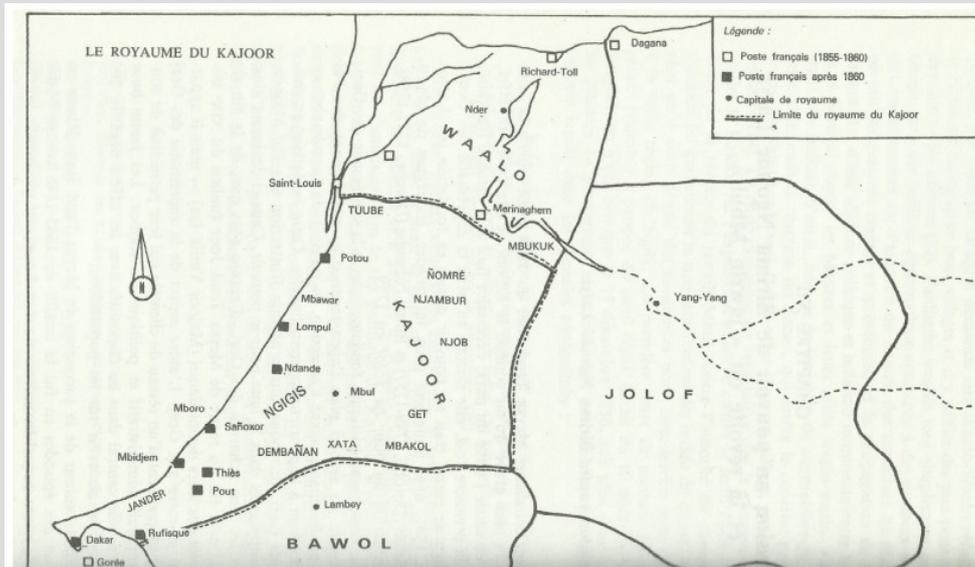 LE ROYAUME DU KAJOOR
Légende :
Poste français (1855-1860)
Poste français après 1860
Capitale de royaume
Limite du royaume du Kajoor
Dagana
Richard-Toll
Nder
WAALO
Saint-Louis
TUUBE
Merinaghem
MBUKUK
Potou
ÑOMRÉ
Yang-Yang
Mbawar
NJAMBUR
Lompul
KAJOOR
NJOB
Ndande
NGIGIS
Mbul
JOLOF
Mboro
GET
Sañoxor
XATA
MBAKOL
DEMBAÑAN
Mbidjem
Thiès
Pout
JANDER
Lambey
Rufisque
Dakar
BAWOL
Gorée
N